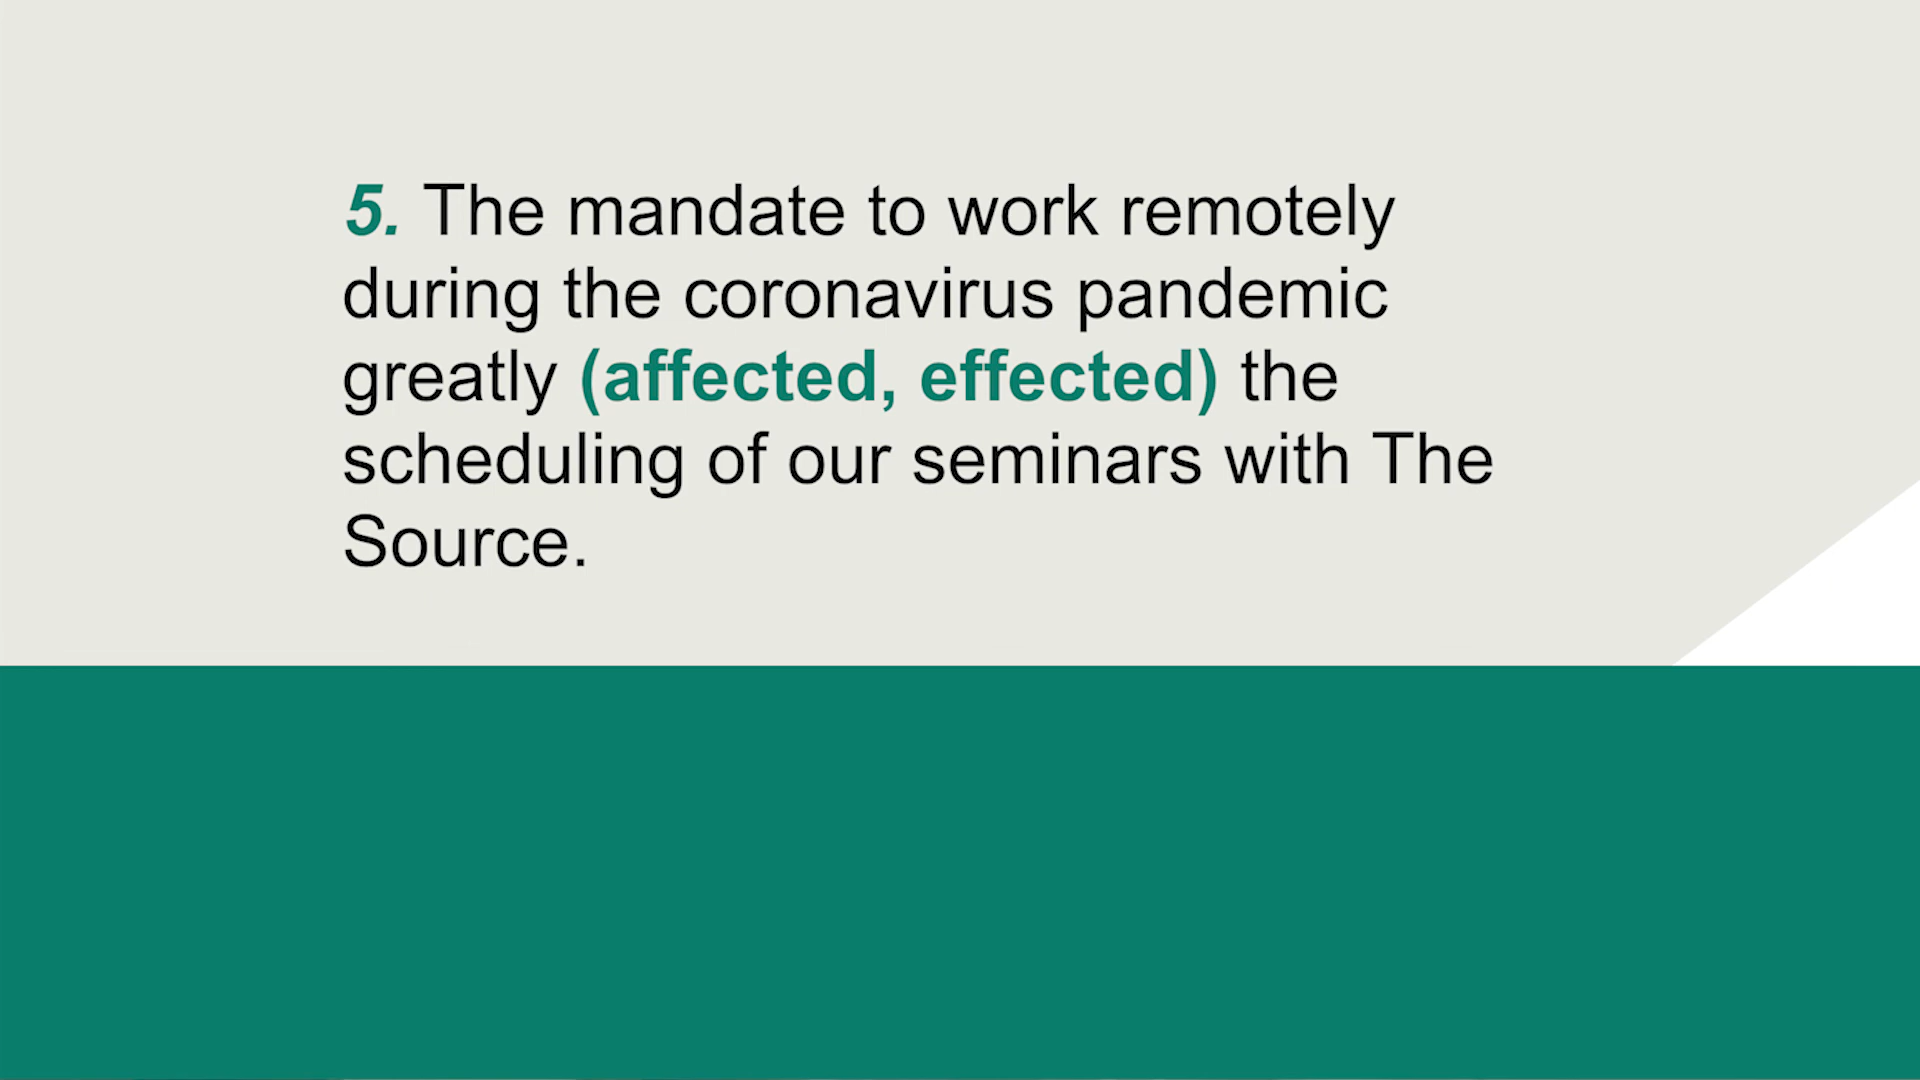 5. The mandate to work remotely
during the coronavirus pandemic
greatly (affected, effected) the
scheduling of our seminars with The
Source.